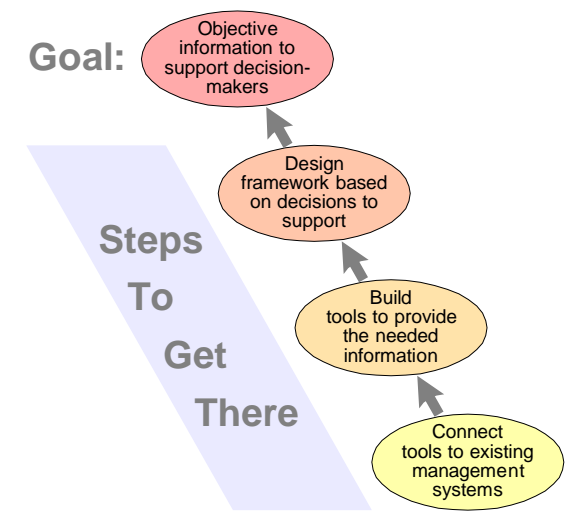 Goal:
Objective
information to
support decision-
makers
Design
framework based
on decisions to
support
Steps
To
Get
There
Build
tools to provide
the needed
information
Connect
tools to existing
management
systems